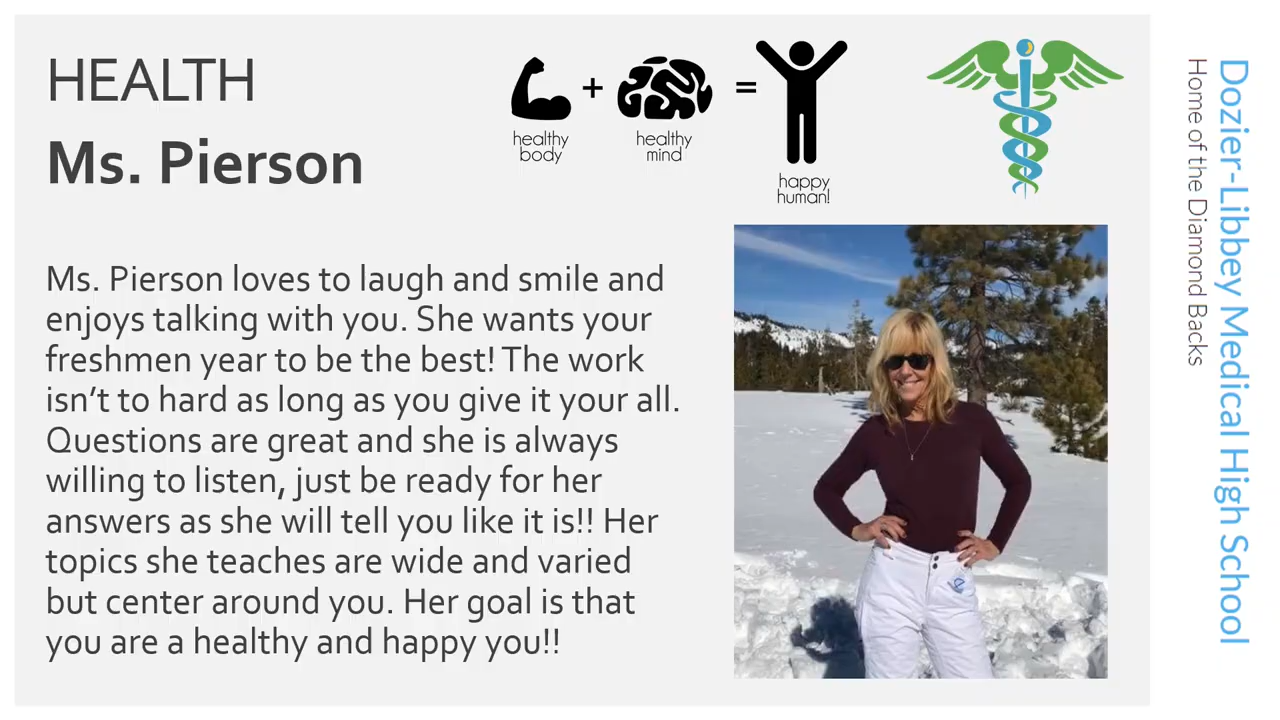 HEALTH
Ms. Pierson
healthy
body
+
healthy
mind
=
happy
human!
Ms. Pierson loves to laugh and smile and
enjoys talking with you. She wants your
freshmen year to be the best! The work
isn't to hard as long as you give it your all.
Questions are great and she is always
willing to listen, just be ready for her
answers as she will tell you like it is!! Her
topics she teaches are wide and varied
but center around you. Her goal is that
you are a healthy and happy you!!
Dozier-Libbey Medical High School
Home of the Diamond Backs